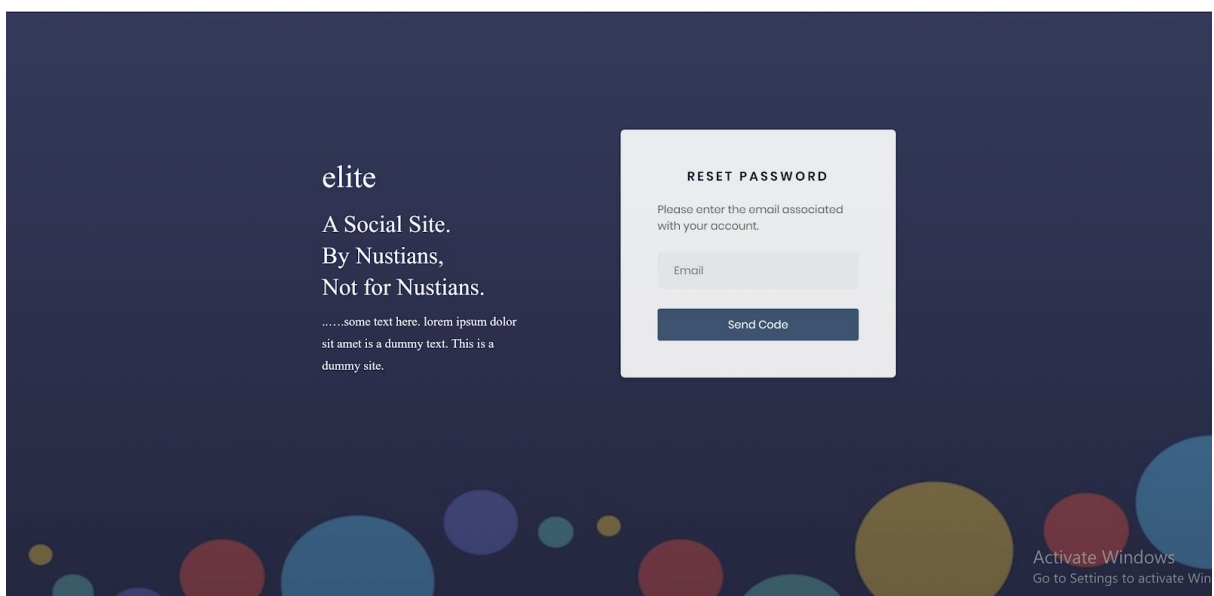 elite
A Social Site.
By Nustians,
Not for Nustians.
......some text here. lorem ipsum dolor
sit amet is a dummy text. This is a
dummy site.
RESET PASSWORD
Please enter the email associated
with your account.
Email
Send Code
Activate Windows
Go to Settings to activate Win